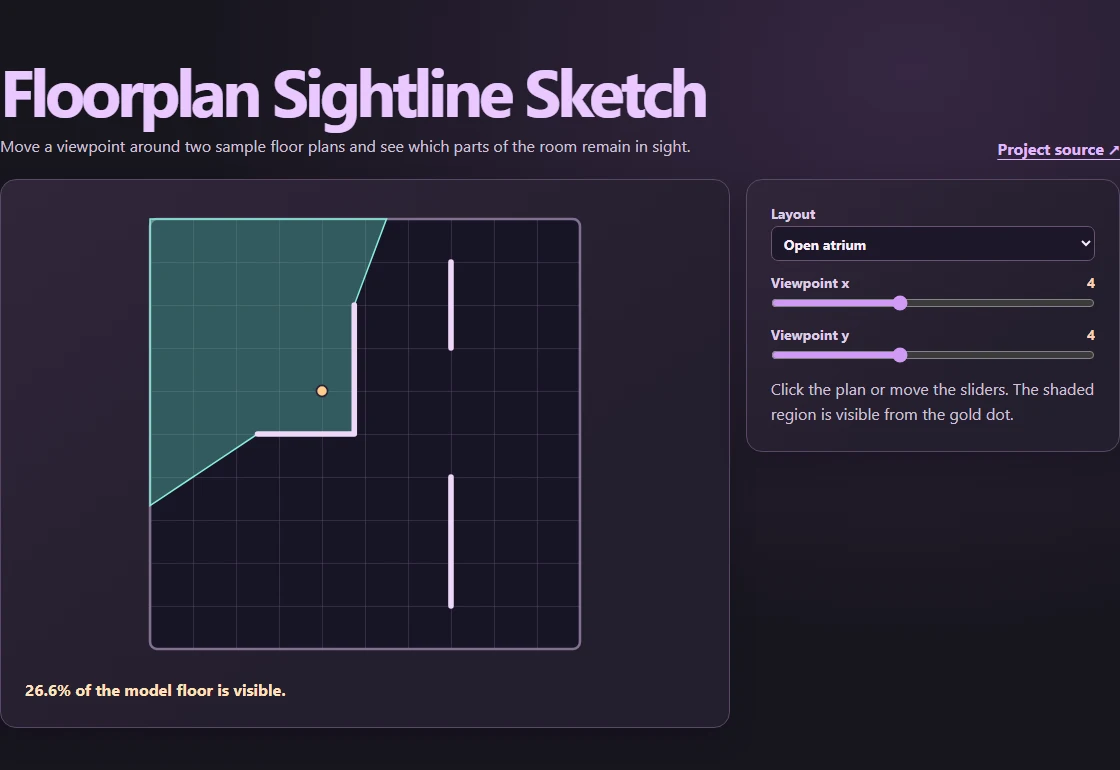 Floorplan Sightline Sketch
Move a viewpoint around two sample floor plans and see which parts of the room remain in sight.
Project source ↗
Layout
Open atrium
Viewpoint x 4
Viewpoint y 4
Click the plan or move the sliders. The shaded
region is visible from the gold dot.
26.6% of the model floor is visible.